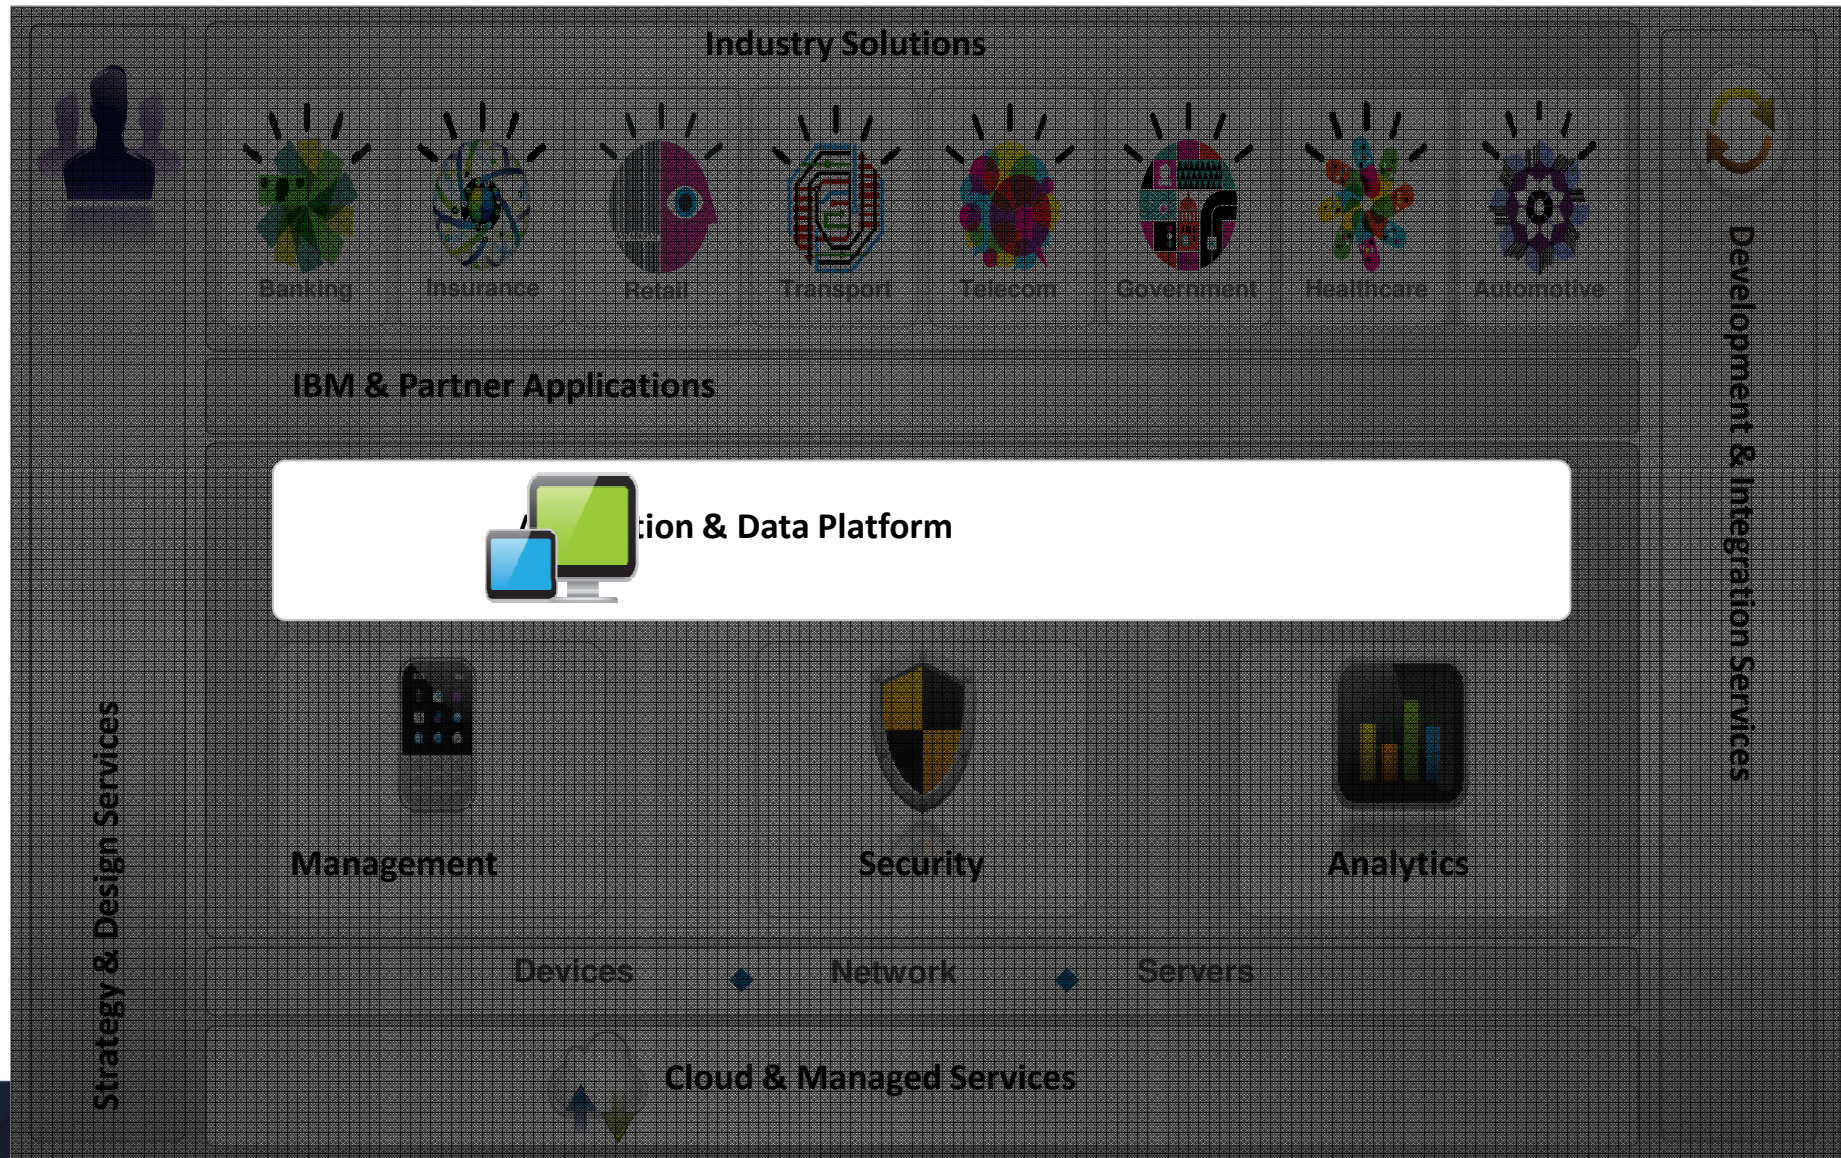 Industry Solutions
Banking
Insurance
Retail
Transport
Telecom
Government
Healthcare
Automotive
IBM & Partner Applications
tion & Data Platform
Management
Security
Analytics
Devices
Network
Servers
Cloud & Managed Services
Strategy & Design Services
Development & Integration Services